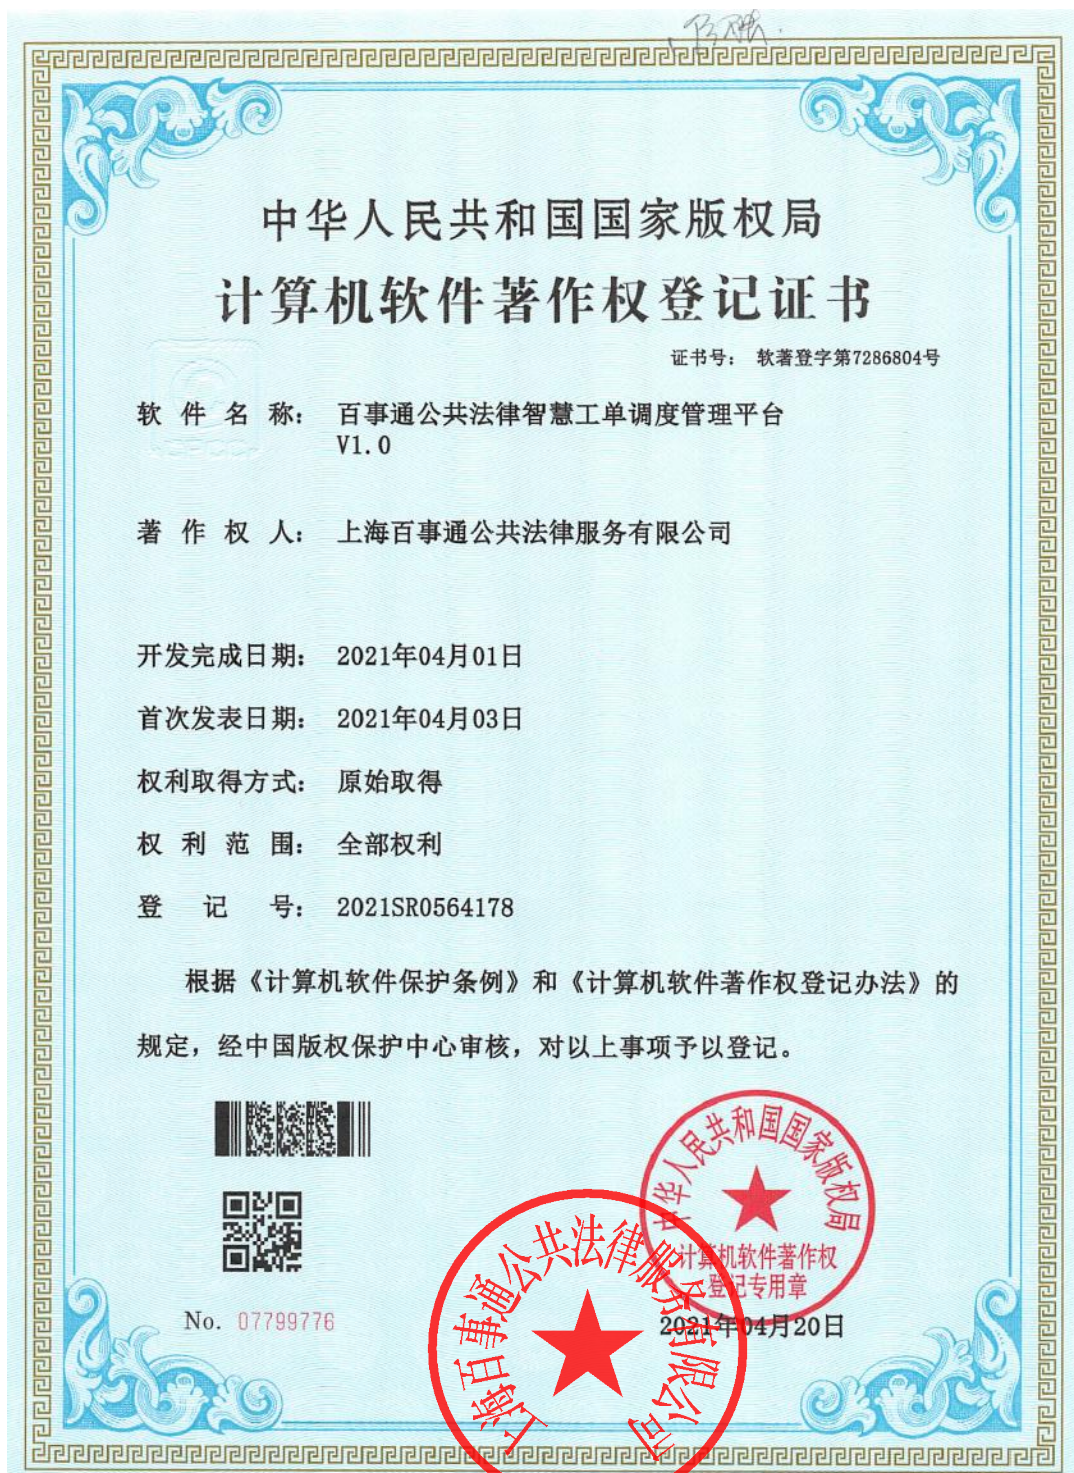 中华人民共和国国家版权局
计算机软件著作权登记证书
证书号： 软著登字第7286804号
软件名称： 百事通公共法律智慧工单调度管理平台
V1.0
著作权人： 上海百事通公共法律服务有限公司
开发完成日期： 2021年04月01日
首次发表日期： 2021年04月03日
权利取得方式： 原始取得
权利范围： 全部权利
登记号： 2021SR0564178
根据《计算机软件保护条例》和《计算机软件著作权登记办法》的
规定，经中国版权保护中心审核，对以上事项予以登记。
中华人民共和国国家版权局
计算机软件著作权
登记专用章
上海百事通公共法律服务有限公司
No. 07799776
2021年04月20日